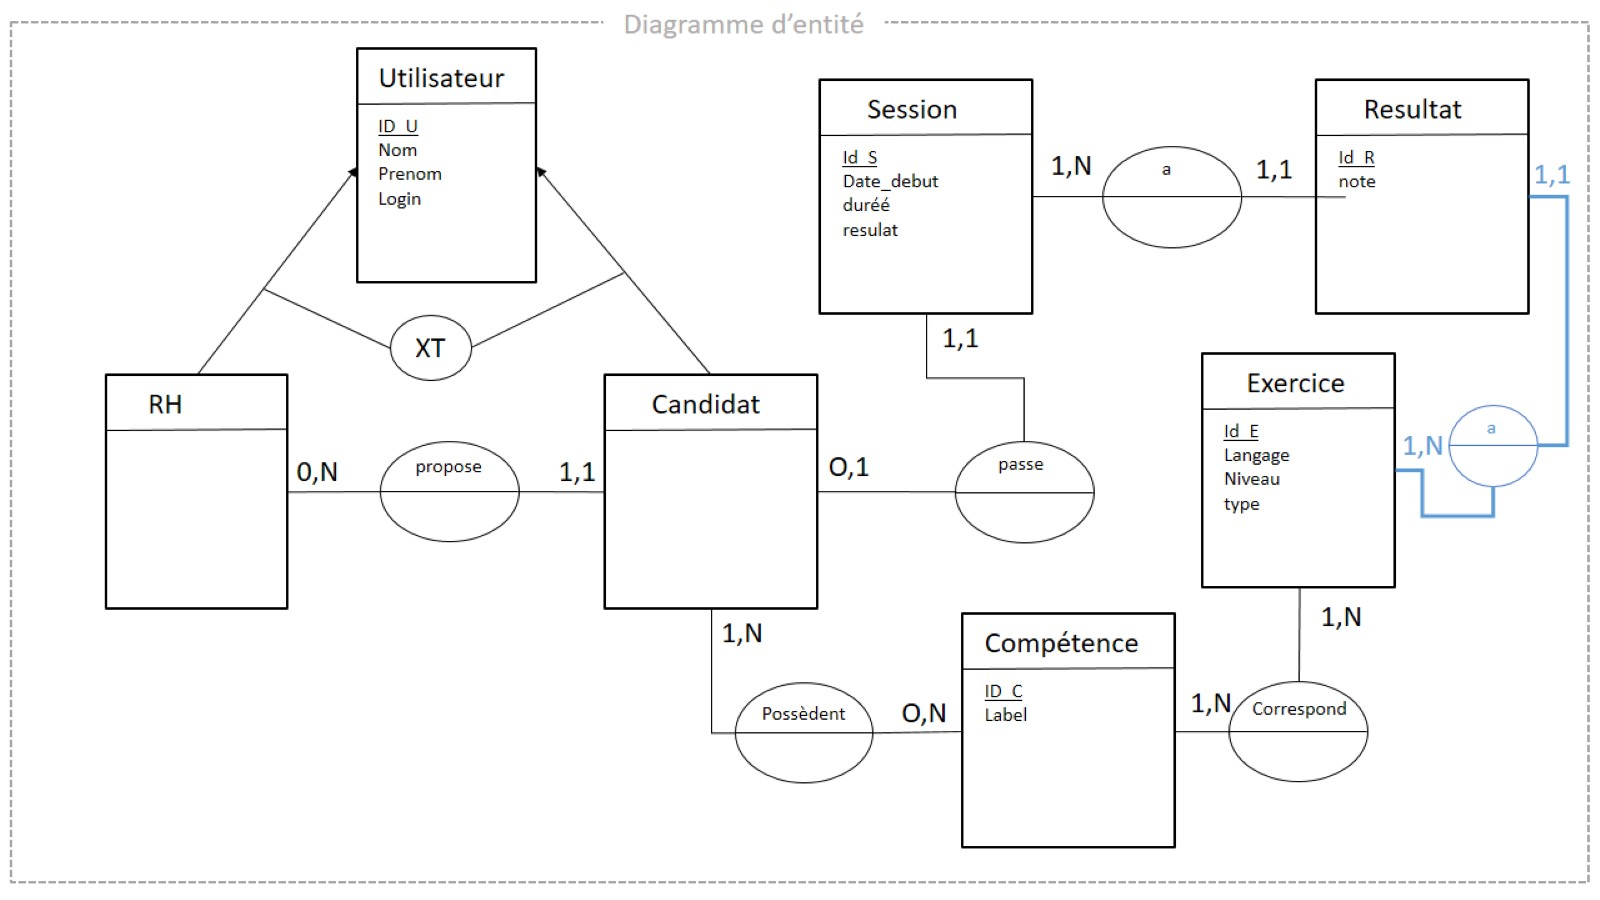 Diagramme d'entité
Utilisateur
ID_U
Nom
Prenom
Login
XT
RH
0,N
propose
1,1
Candidat
O,1
passe
1,1
Session
Id_S
Date_debut
duréé
resulat
1,N
a
1,1
Resultat
Id_R
note
1,1
a
1,N
Exercice
Id_E
Langage
Niveau
type
1,N
Correspond
1,N
Compétence
ID_C
Label
O,N
Possèdent
1,N